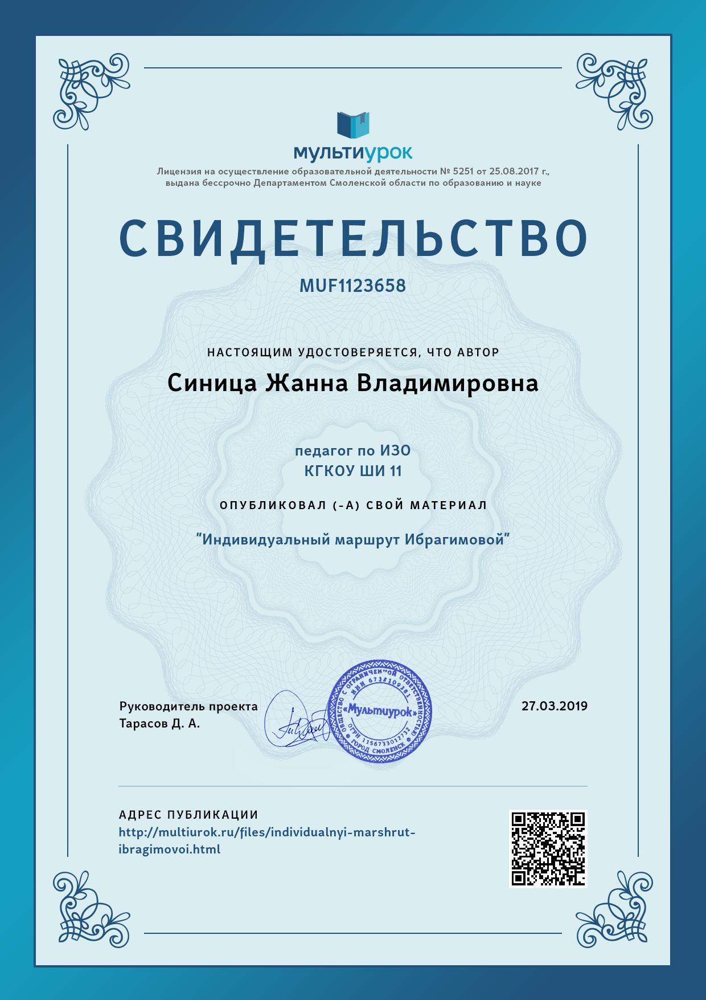 мультиурок
Лицензия на осуществление образовательной деятельности № 5251 от 25.08.2017 г.,
выдана бессрочно Департаментом Смоленской области по образованию и науке
СВИДЕТЕЛЬСТВО
MUF1123658
НАСТОЯЩИМ УДОСТОВЕРЯЕТСЯ, ЧТО АВТОР
Синица Жанна Владимировна
педагог по ИЗО
КГКОУ ШИ 11
ОПУБЛИКОВАЛ (-А) СВОЙ МАТЕРИАЛ
"Индивидуальный маршрут Ибрагимовой"
Руководитель проекта
Тарасов Д. А.
ОБЩЕСТВО С ОГРАНИЧЕННОЙ ОТВЕТСТВЕННОСТЬЮ
ИНН 6732109381
«Мультиурок»
ОГРН 1156733012732
ГОРОД СМОЛЕНСК
27.03.2019
АДРЕС ПУБЛИКАЦИИ
http://multiurok.ru/files/individualnyi-marshrut-
ibragimovoi.html